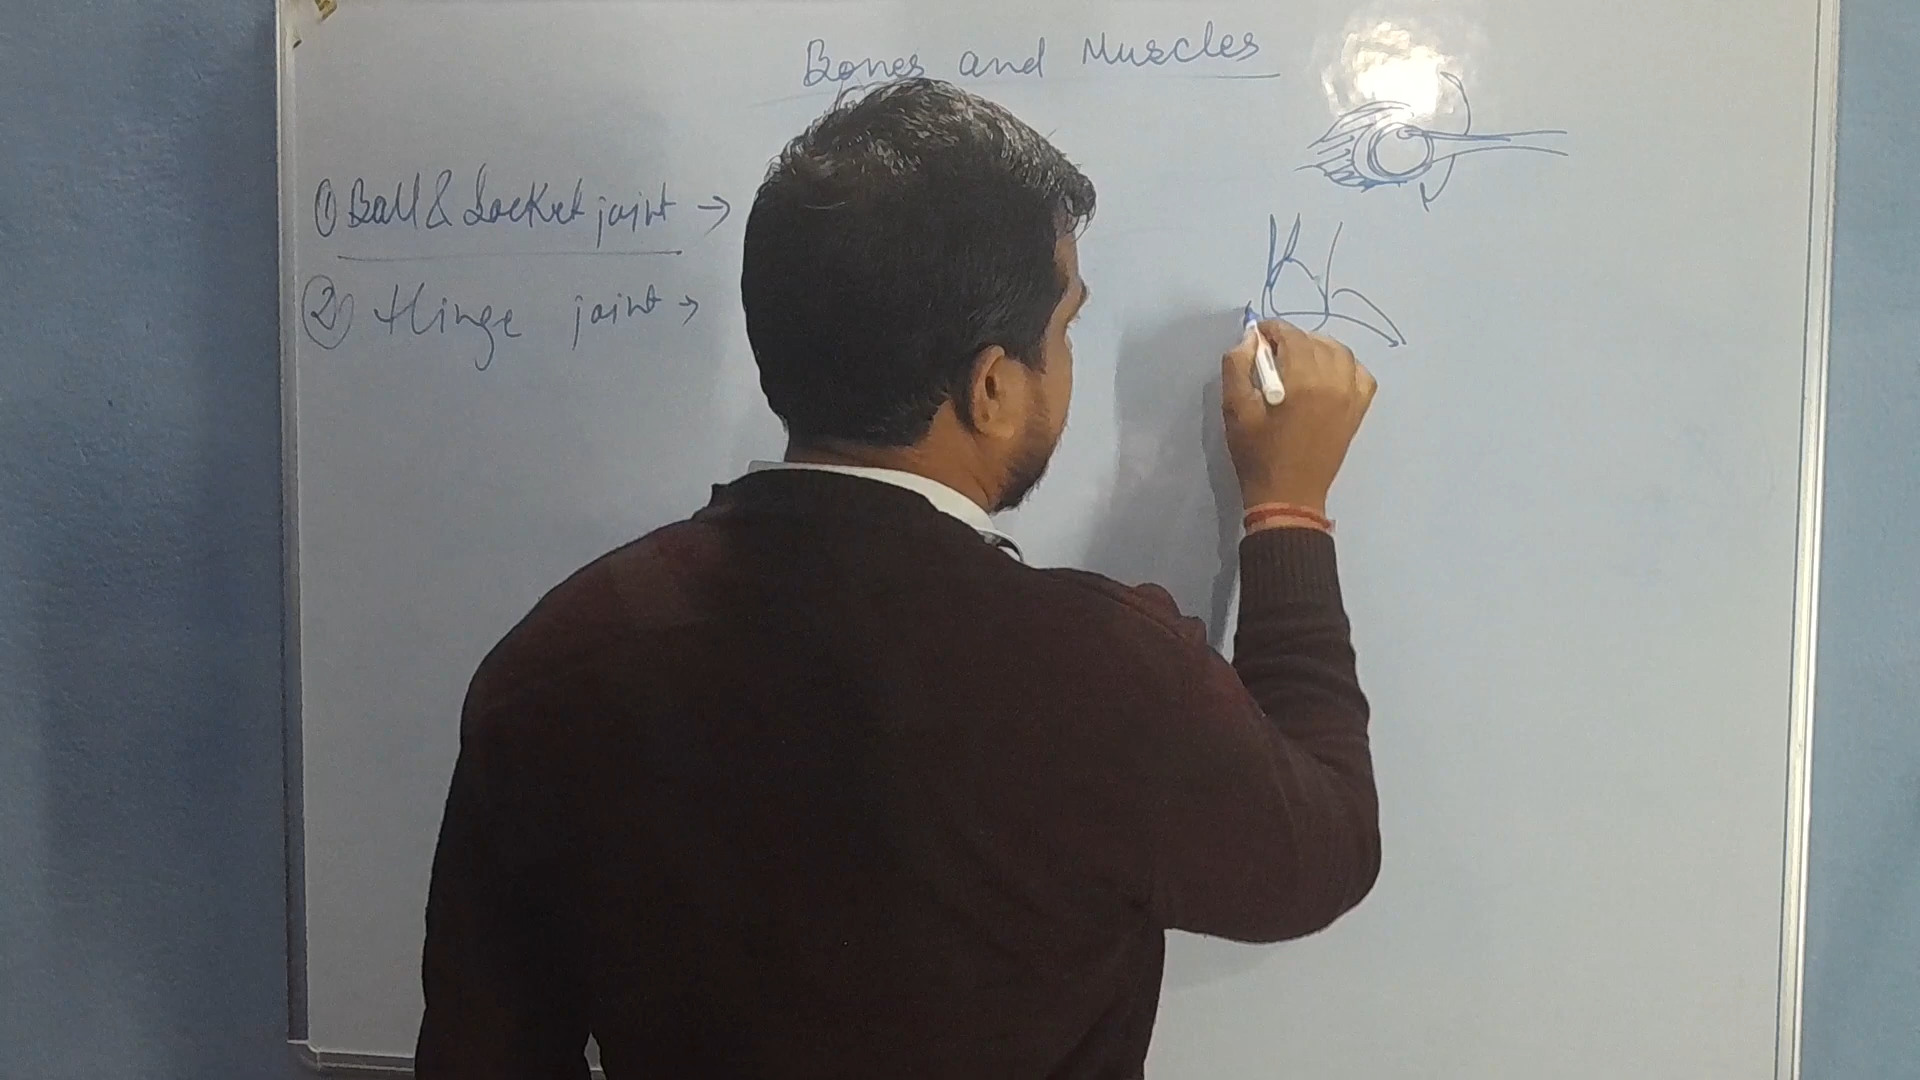 Bones and Muscles
① Ball & Socket joint →
② Hinge joint →